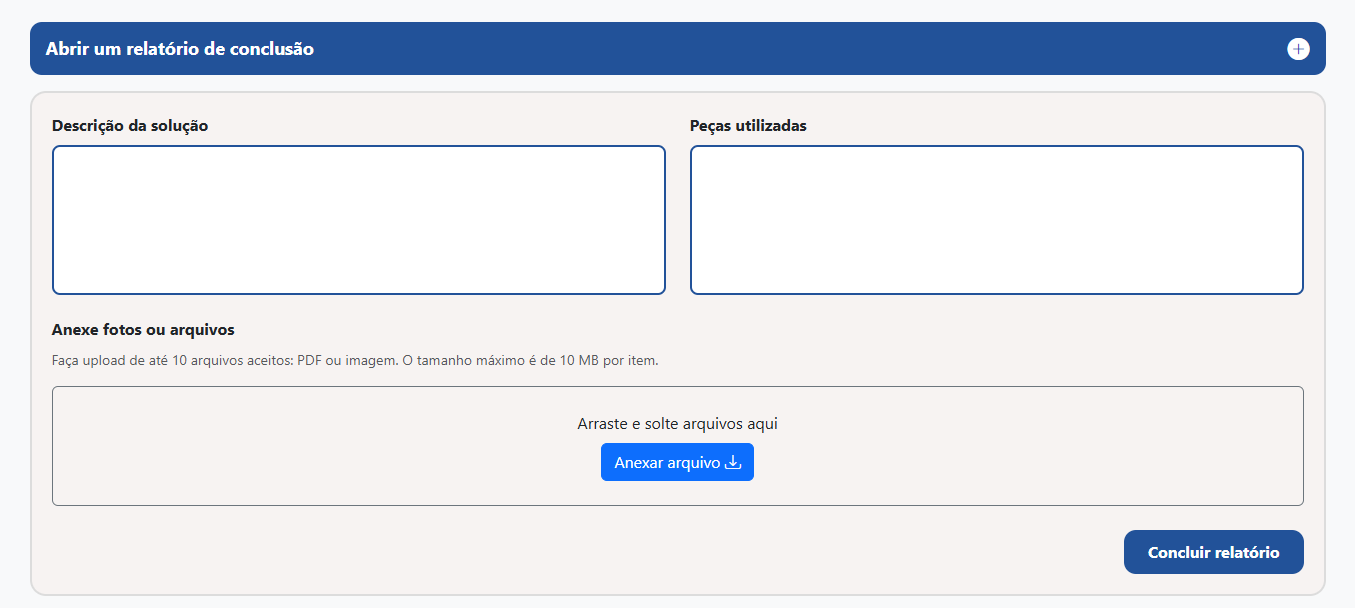 Abrir um relatório de conclusão
Descrição da solução
Peças utilizadas
Anexe fotos ou arquivos
Faça upload de até 10 arquivos aceitos: PDF ou imagem. O tamanho máximo é de 10 MB por item.
Arraste e solte arquivos aqui
Anexar arquivo
Concluir relatório